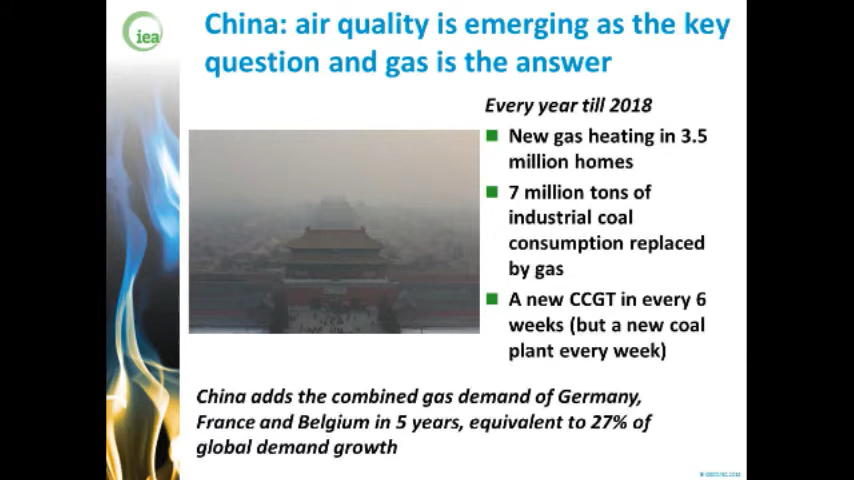 iea
China: air quality is emerging as the key
question and gas is the answer
Every year till 2018
New gas heating in 3.5
million homes
7 million tons of
industrial coal
consumption replaced
by gas
A new CCGT in every 6
weeks (but a new coal
plant every week)
China adds the combined gas demand of Germany,
France and Belgium in 5 years, equivalent to 27% of
global demand growth